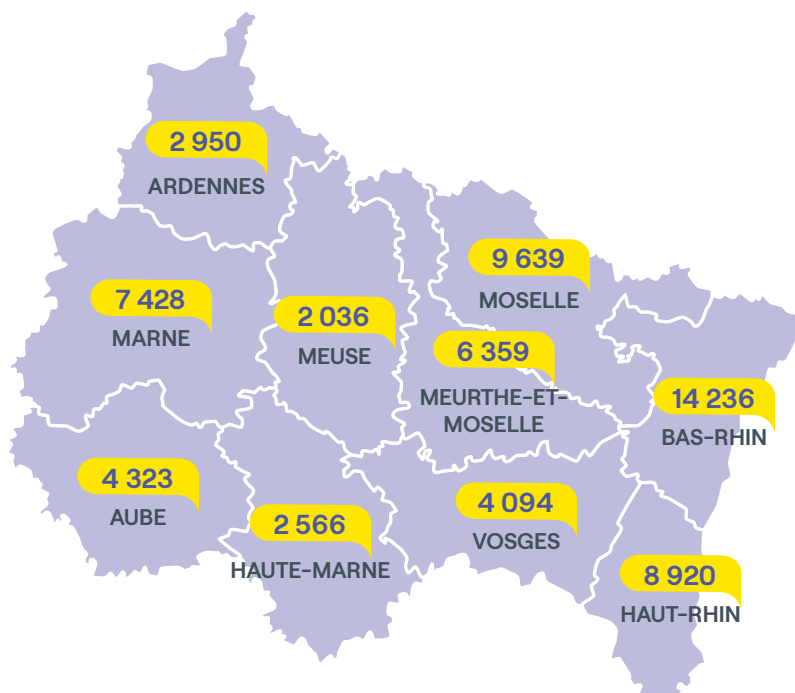 2 950
ARDENNES
9 639
MOSELLE
7 428
MARNE
2 036
MEUSE
6 359
MEURTHE-ET-
MOSELLE
14 236
BAS-RHIN
4 323
AUBE
2 566
HAUTE-MARNE
4 094
VOSGES
8 920
HAUT-RHIN